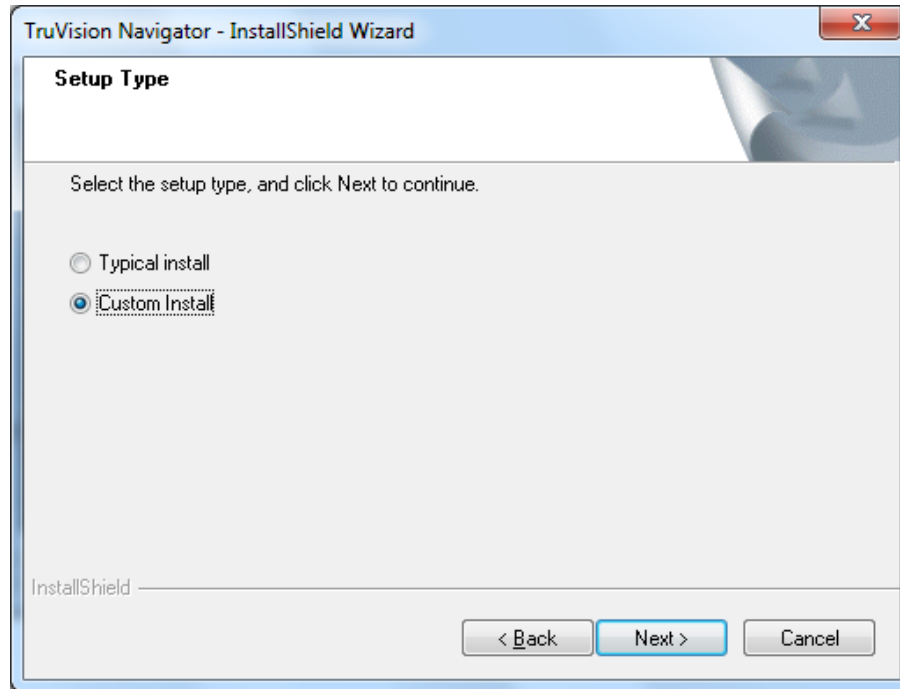 TruVision Navigator - InstallShield Wizard
Setup Type
Select the setup type, and click Next to continue.
Typical install
Custom Install
InstallShield
< Back
Next >
Cancel